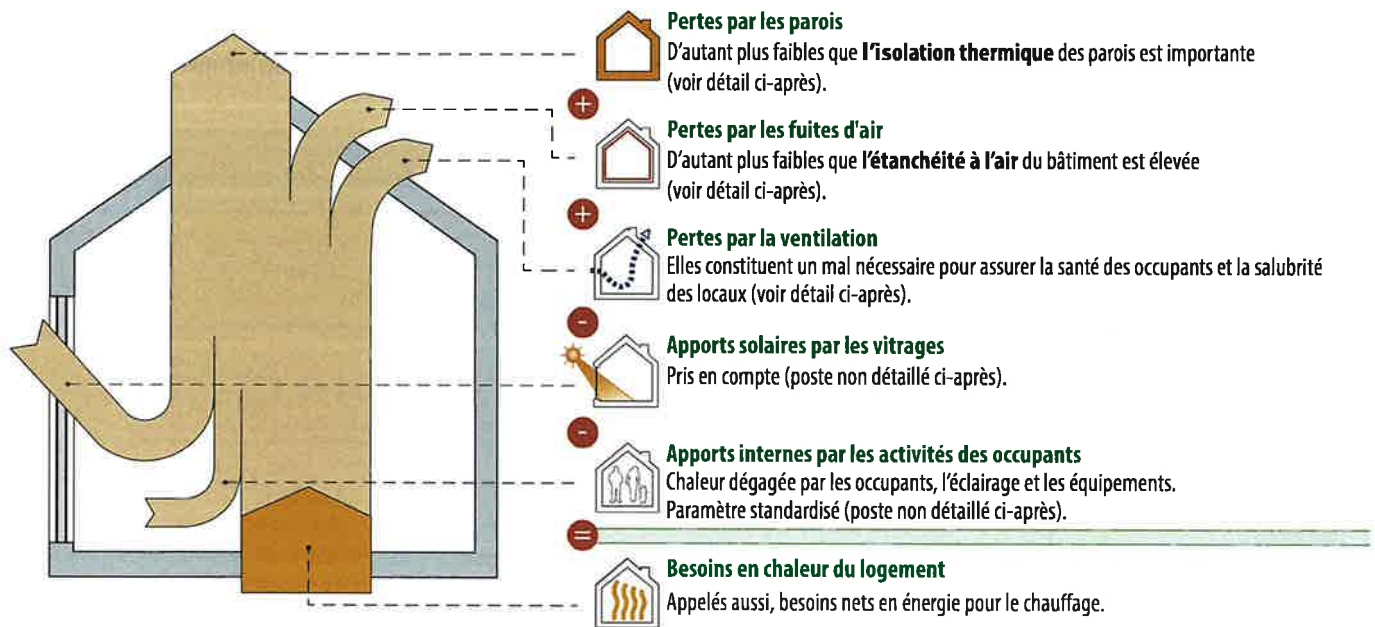 Pertes par les parois
D'autant plus faibles que l'isolation thermique des parois est importante
(voir détail ci-après).
+
Pertes par les fuites d'air
D'autant plus faibles que l'étanchéité à l'air du bâtiment est élevée
(voir détail ci-après).
+
Pertes par la ventilation
Elles constituent un mal nécessaire pour assurer la santé des occupants et la salubrité
des locaux (voir détail ci-après).
-
Apports solaires par les vitrages
Pris en compte (poste non détaillé ci-après).
-
Apports internes par les activités des occupants
Chaleur dégagée par les occupants, l'éclairage et les équipements.
Paramètre standardisé (poste non détaillé ci-après).
=
Besoins en chaleur du logement
Appelés aussi, besoins nets en énergie pour le chauffage.